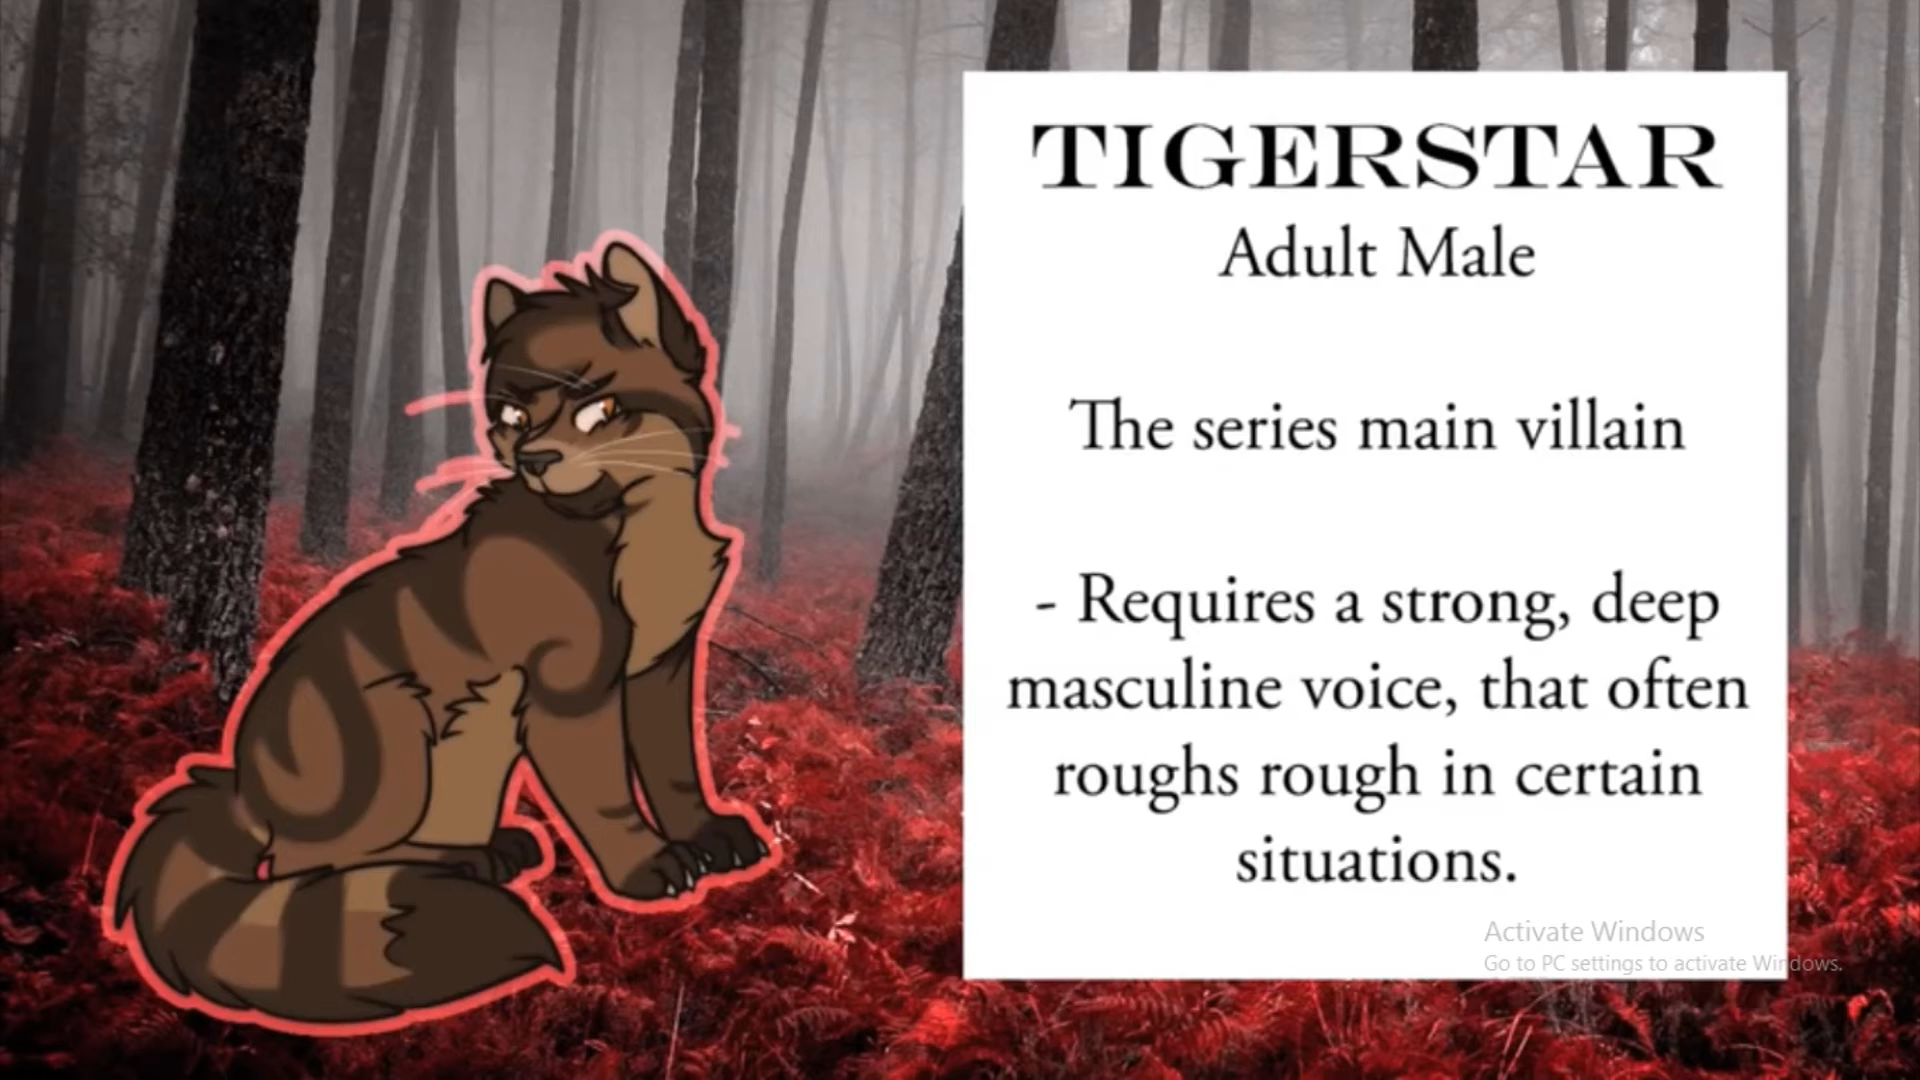 TIGERSTAR
Adult Male
The series main villain
- Requires a strong, deep
masculine voice, that often
roughs rough in certain
situations.
Activate Windows
Go to PC settings to activate Windows.